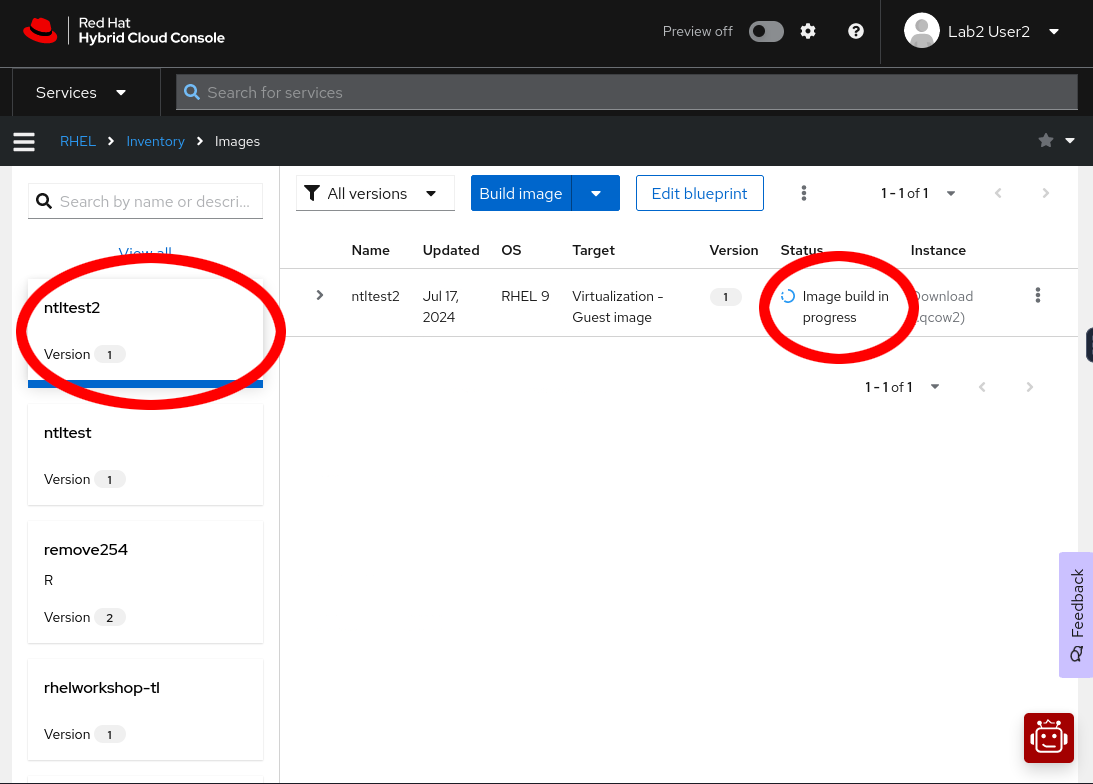 Red Hat
Hybrid Cloud Console
Preview off
Lab2 User2
Services
Search for services
RHEL > Inventory > Images
Search by name or descri...
View all
ntltest2
Version 1
ntltest
Version 1
remove254
R
Version 2
rhelworkshop-tl
Version 1
All versions
Build image
Edit blueprint
1 - 1 of 1
Name Updated OS Target Version Status Instance
ntltest2 Jul 17, RHEL 9 Virtualization - 1 Image build in Download
2024 Guest image progress qcow2)
1 - 1 of 1
Feedback